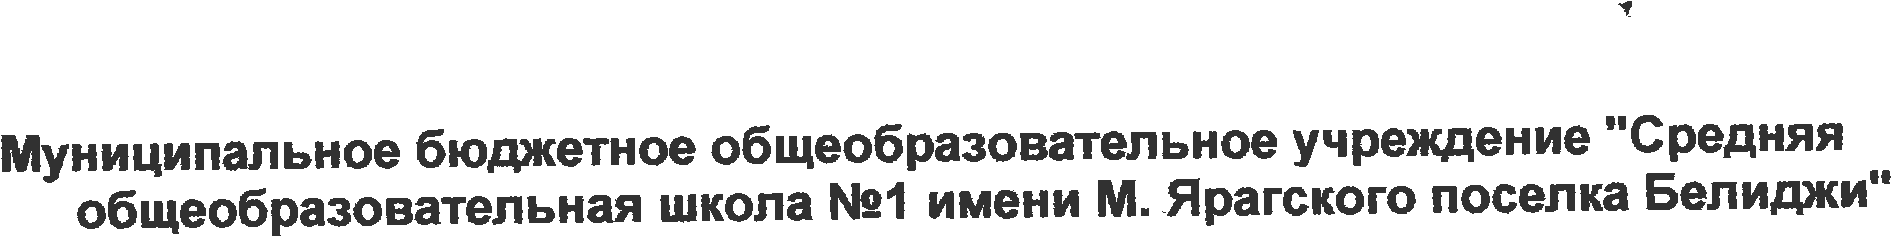 Муниципальное бюджетное общеобразовательное учреждение "Средняя
общеобразовательная школа №1 имени М. Ярагского поселка Белиджи"